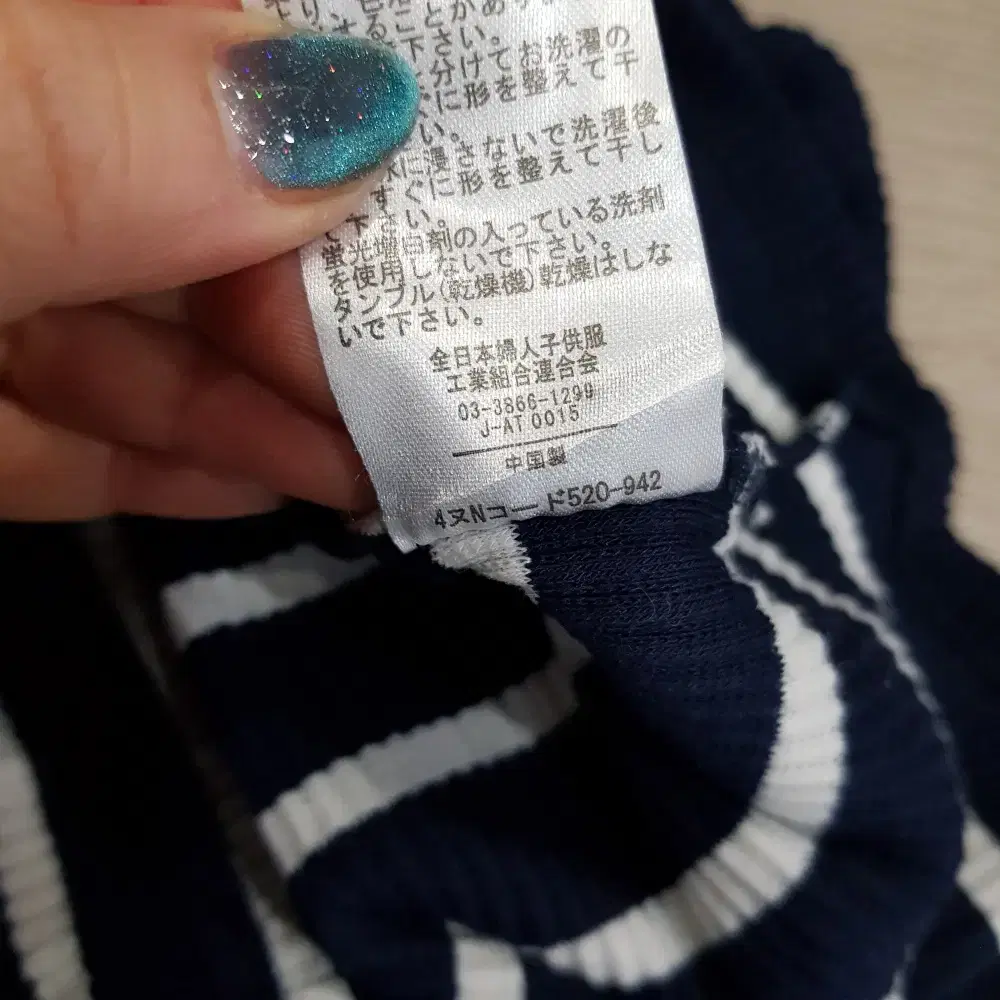 とさい。
分けてお洗濯の
に形を整えて干
い。
に浸さないで洗濯後
すぐに形を整えて干し
下さい。
蛍光増白剤の入っている洗剤
を使用しないで下さい。
タンブル(乾燥機)乾燥はしな
いで下さい。
全日本婦人子供服
工業組合連合会
03-3866-1299
J-AT 0015
中国製
4ヌNコード520-942